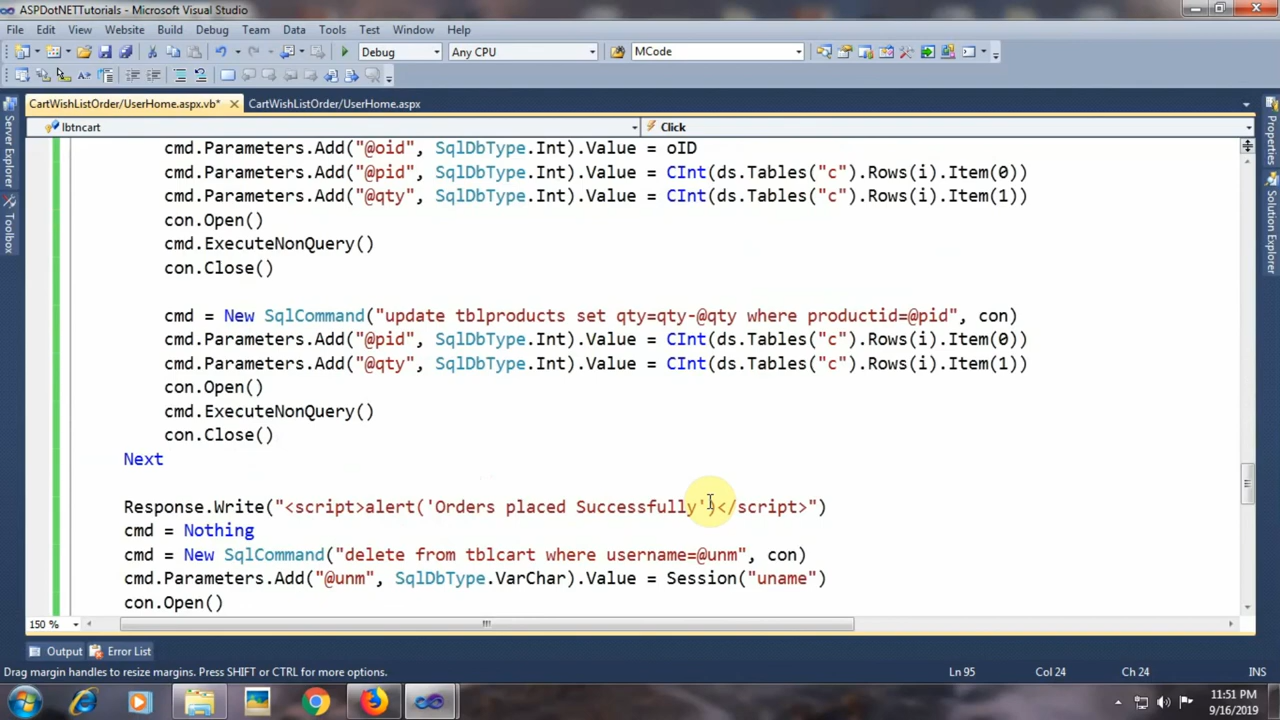 ASPDotNETTutorials - Microsoft Visual Studio
File Edit View Website Build Debug Team Data Tools Test Window Help
Debug Any CPU MCode
CartWishListOrder/UserHome.aspx.vb* CartWishListOrder/UserHome.aspx
lbtncart Click
Server Explorer
Toolbox
Properties
Solution Explorer
cmd.Parameters.Add("@oid", SqlDbType.Int).Value = oID
cmd.Parameters.Add("@pid", SqlDbType.Int).Value = CInt(ds.Tables("c").Rows(i).Item(0))
cmd.Parameters.Add("@qty", SqlDbType.Int).Value = CInt(ds.Tables("c").Rows(i).Item(1))
con.Open()
cmd.ExecuteNonQuery()
con.Close()
cmd = New SqlCommand("update tblproducts set qty=qty-@qty where productid=@pid", con)
cmd.Parameters.Add("@pid", SqlDbType.Int).Value = CInt(ds.Tables("c").Rows(i).Item(0))
cmd.Parameters.Add("@qty", SqlDbType.Int).Value = CInt(ds.Tables("c").Rows(i).Item(1))
con.Open()
cmd.ExecuteNonQuery()
con.Close()
Next
Response.Write("<script>alert('Orders placed Successfully')</script>")
cmd = Nothing
cmd = New SqlCommand("delete from tblcart where username=@unm", con)
cmd.Parameters.Add("@unm", SqlDbType.VarChar).Value = Session("uname")
con.Open()
150 %
Output Error List
Drag margin handles to resize margins. Press SHIFT or CTRL for more options. Ln 95 Col 24 Ch 24 INS
11:51 PM
9/16/2019